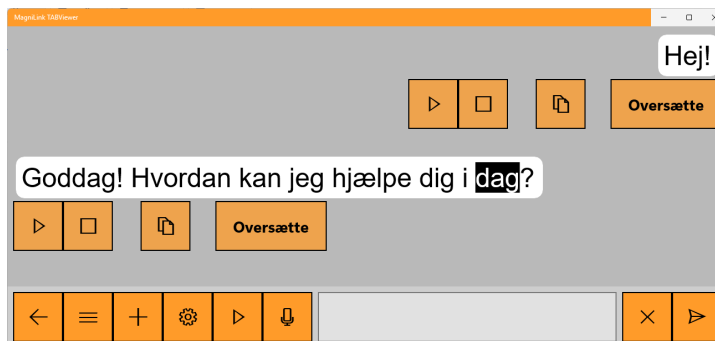 MagniLink TABViewer
Hej!
Oversætte
Goddag! Hvordan kan jeg hjælpe dig i dag?
Oversætte